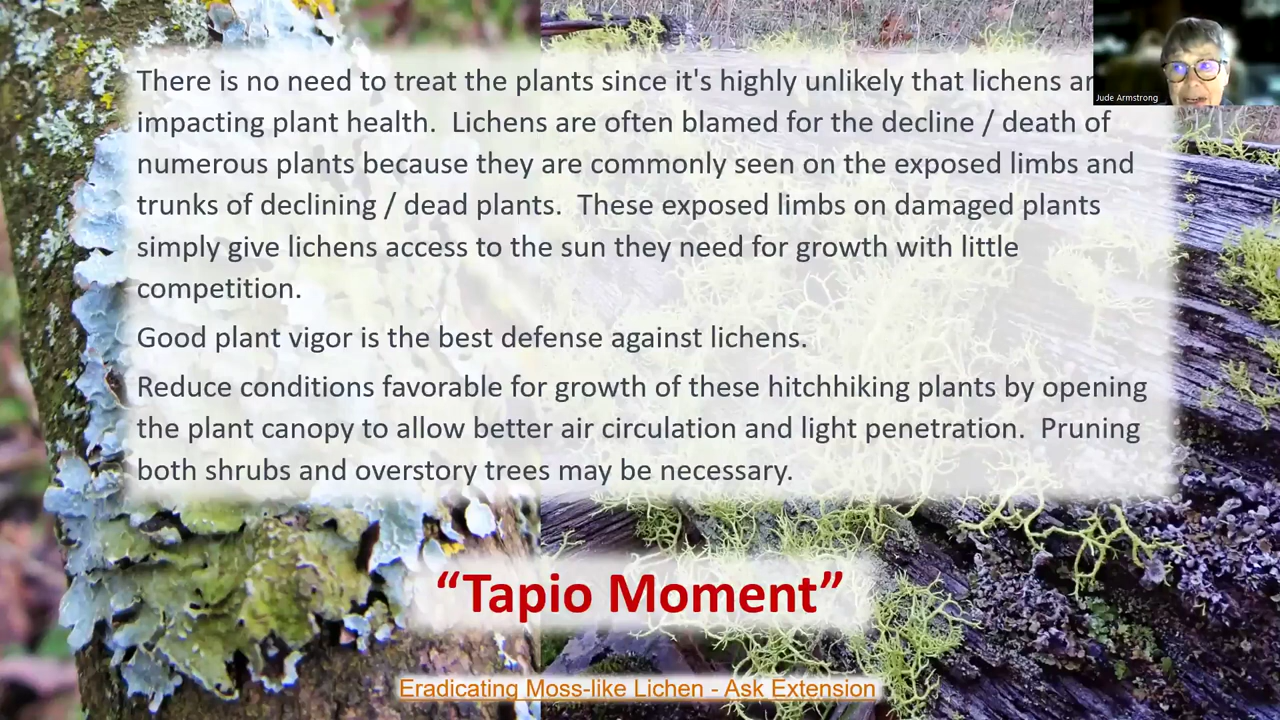 There is no need to treat the plants since it's highly unlikely that lichens
impacting plant health.  Lichens are often blamed for the decline / death of
numerous plants because they are commonly seen on the exposed limbs and
trunks of declining / dead plants.  These exposed limbs on damaged plants
simply give lichens access to the sun they need for growth with little
competition.
Good plant vigor is the best defense against lichens.
Reduce conditions favorable for growth of these hitchhiking plants by opening
the plant canopy to allow better air circulation and light penetration.  Pruning
both shrubs and overstory trees may be necessary.
“Tapio Moment”
Eradicating Moss-like Lichen - Ask Extension
Jude Armstrong